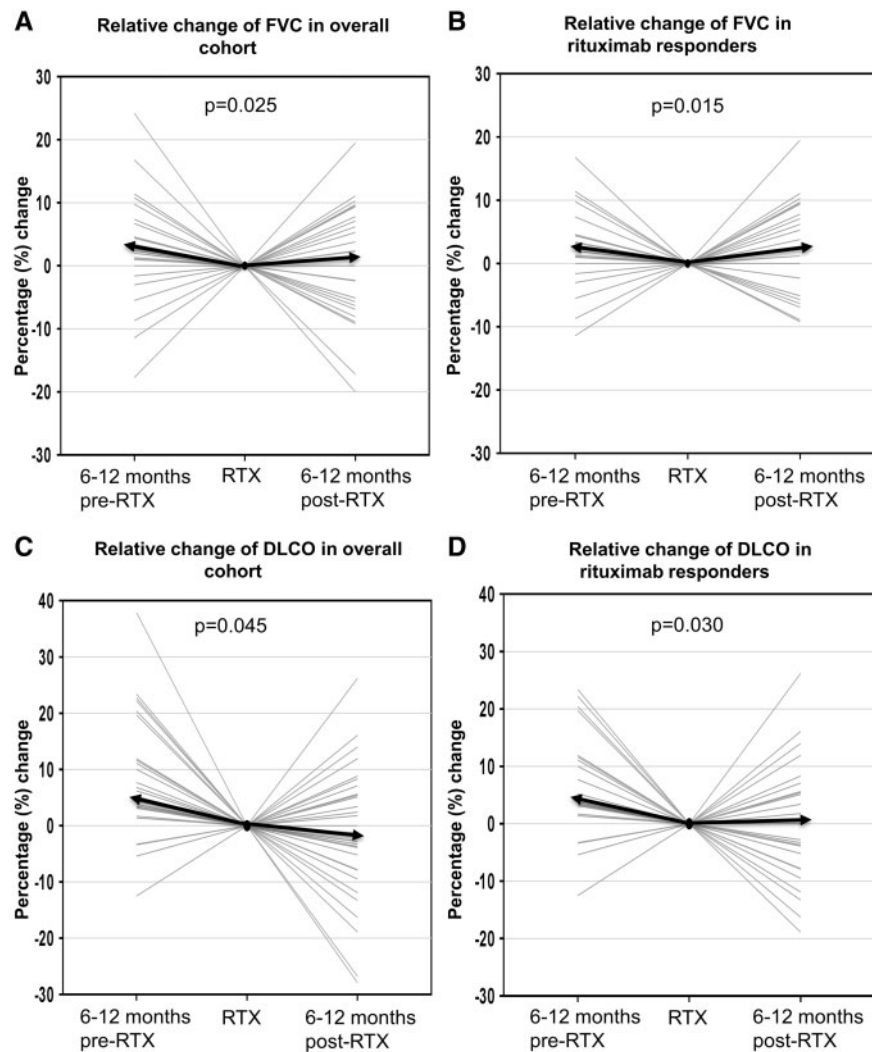 A
Relative change of FVC in overall
cohort
p=0.025
Percentage (%) change
30
20
10
0
-10
-20
-30
6-12 months
pre-RTX
RTX
6-12 months
post-RTX
B
Relative change of FVC in
rituximab responders
p=0.015
Percentage (%) change
30
20
10
0
-10
-20
-30
6-12 months
pre-RTX
RTX
6-12 months
post-RTX
C
Relative change of DLCO in overall
cohort
p=0.045
Percentage (%) change
40
30
20
10
0
-10
-20
-30
6-12 months
pre-RTX
RTX
6-12 months
post-RTX
D
Relative change of DLCO in
rituximab responders
p=0.030
Percentage (%) change
40
30
20
10
0
-10
-20
-30
6-12 months
pre-RTX
RTX
6-12 months
post-RTX